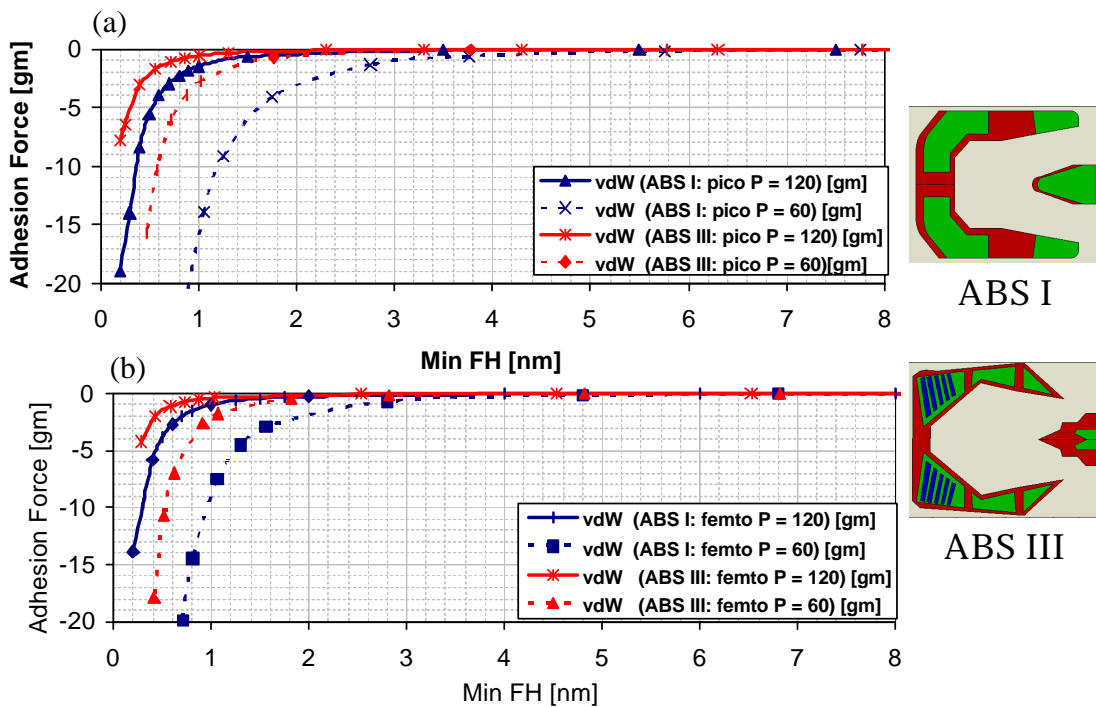 (a)
Adhesion Force [gm]
0
-5
-10
-15
-20
vdW (ABS I: pico P = 120) [gm]
vdW (ABS I: pico P = 60) [gm]
vdW (ABS III: pico P = 120) [gm]
vdW (ABS III: pico P = 60)[gm]
0 1 2 3 4 5 6 7 8
Min FH [nm]
ABS I
(b)
Adhesion Force [gm]
0
-5
-10
-15
-20
vdW (ABS I: femto P = 120) [gm]
vdW (ABS I: femto P = 60) [gm]
vdW (ABS III: femto P = 120) [gm]
vdW (ABS III: femto P = 60) [gm]
0 1 2 3 4 5 6 7 8
Min FH [nm]
ABS III